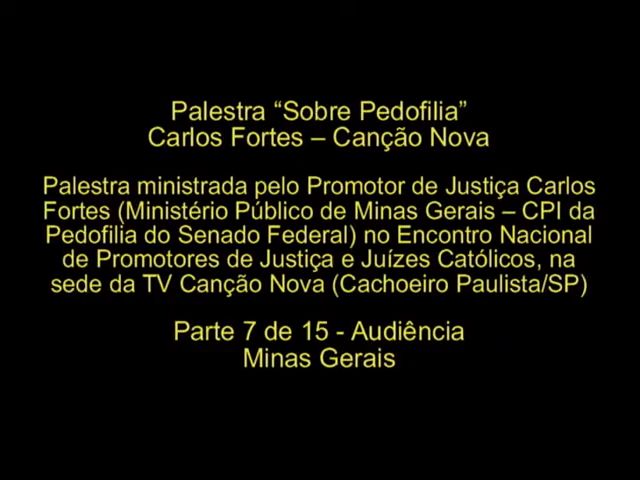 Palestra “Sobre Pedofilia”
Carlos Fortes – Canção Nova
Palestra ministrada pelo Promotor de Justiça Carlos
Fortes (Ministério Público de Minas Gerais – CPI da
Pedofilia do Senado Federal) no Encontro Nacional
de Promotores de Justiça e Juízes Católicos, na
sede da TV Canção Nova (Cachoeiro Paulista/SP)
Parte 7 de 15 - Audiência
Minas Gerais